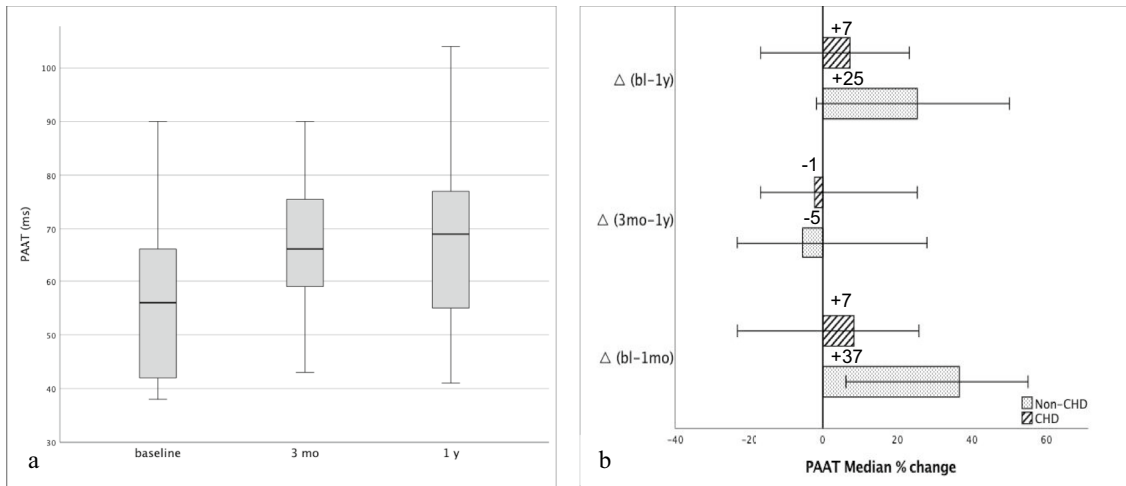 100
90
80
70
60
50
40
30
PAAT (ms)
baseline 3 mo 1 y
a
+7
△ (bl-1y)
+25
-1
△ (3mo-1y)
-5
+7
△ (bl-1mo)
+37
Non-CHD
CHD
-40 -20 0 20 40 60
PAAT Median % change
b